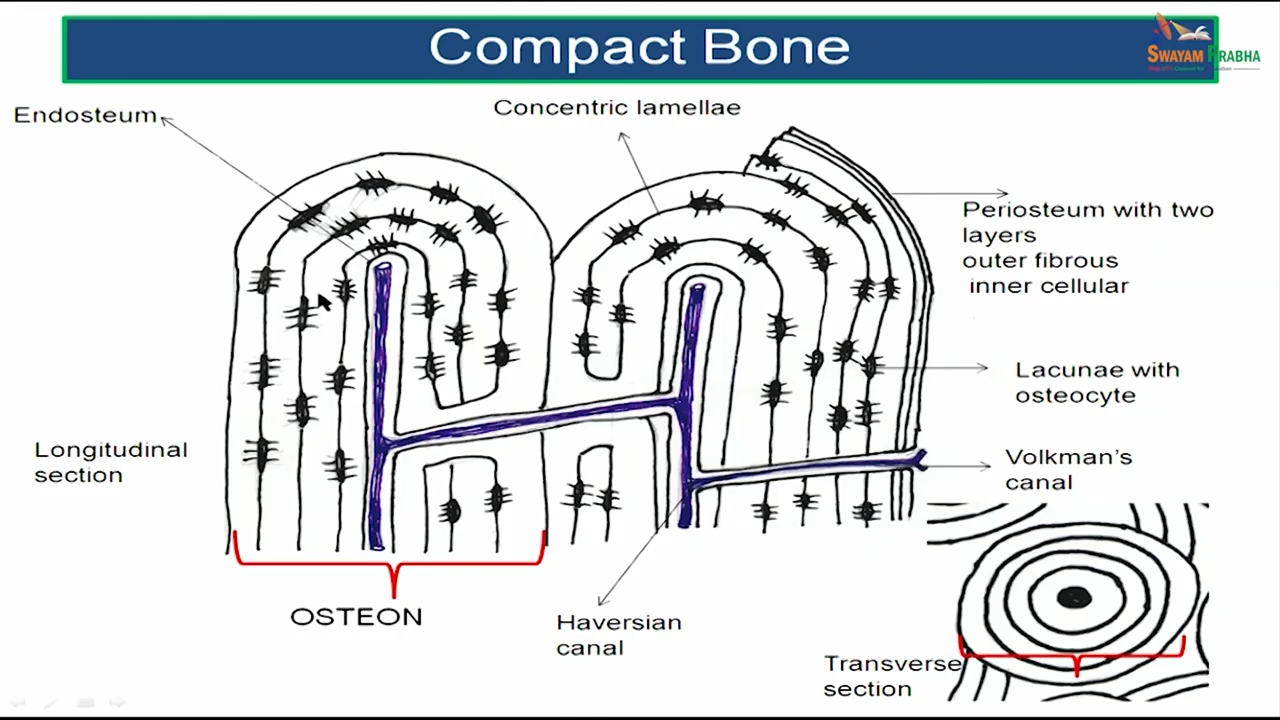 Compact Bone
SWAYAM PRABHA
Endosteum
Concentric lamellae
Periosteum with two
layers
outer fibrous
inner cellular
Lacunae with
osteocyte
Longitudinal
section
Volkman's
canal
OSTEON
Haversian
canal
Transverse
section